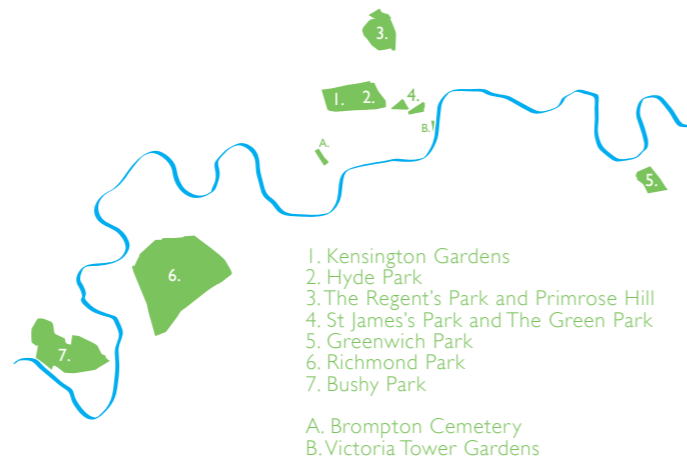 3.
1. 2. 4.
B.
A.
5.
6.
7.
1. Kensington Gardens
2. Hyde Park
3. The Regent's Park and Primrose Hill
4. St James's Park and The Green Park
5. Greenwich Park
6. Richmond Park
7. Bushy Park
A. Brompton Cemetery
B. Victoria Tower Gardens